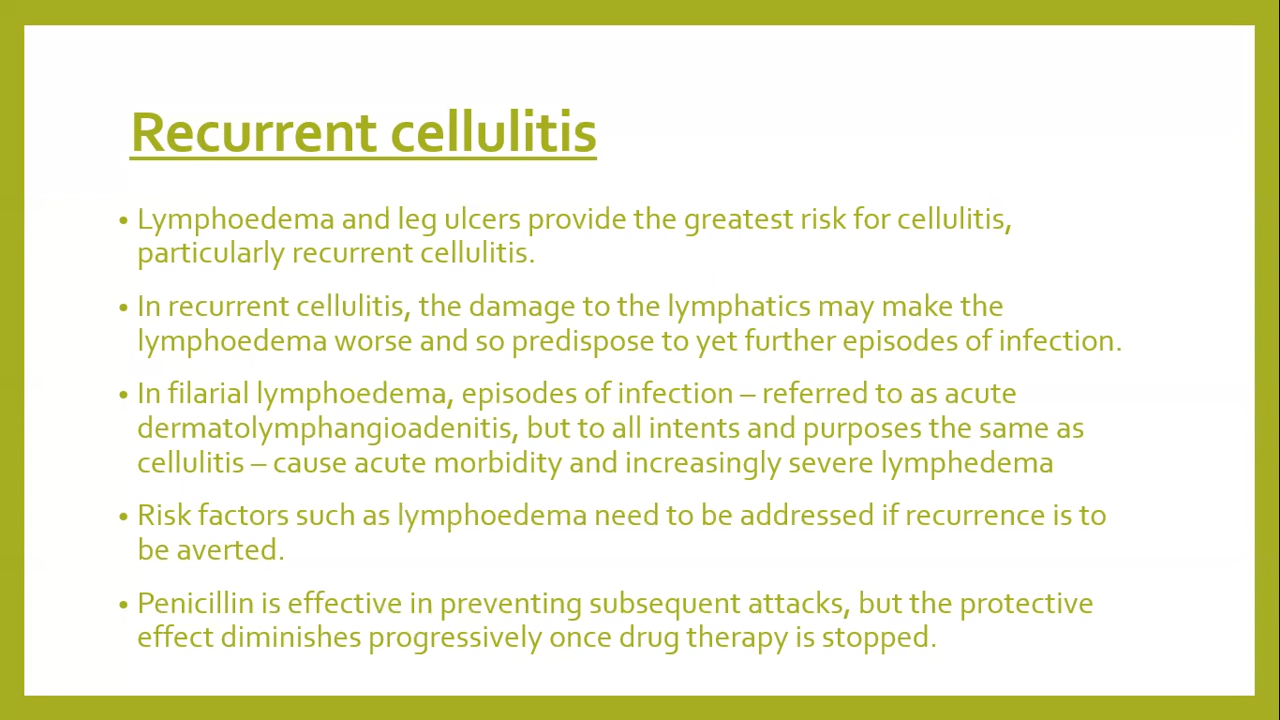 Recurrent cellulitis
• Lymphoedema and leg ulcers provide the greatest risk for cellulitis,
particularly recurrent cellulitis.
• In recurrent cellulitis, the damage to the lymphatics may make the
lymphoedema worse and so predispose to yet further episodes of infection.
• In filarial lymphoedema, episodes of infection – referred to as acute
dermatolymphangioadenitis, but to all intents and purposes the same as
cellulitis – cause acute morbidity and increasingly severe lymphedema
• Risk factors such as lymphoedema need to be addressed if recurrence is to
be averted.
• Penicillin is effective in preventing subsequent attacks, but the protective
effect diminishes progressively once drug therapy is stopped.